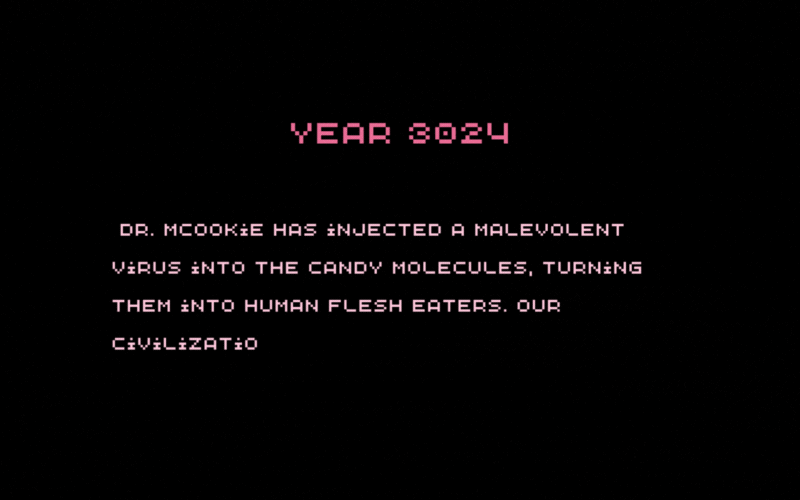 YEAR 3024
DR. MCOOKiE HAS iNJECTED A MALEVOLENT
ViRUS iNTO THE CANDY MOLECULES, TURNiNG
THEM iNTO HUMAN FLESH EATERS. OUR
CiViLiZATiO